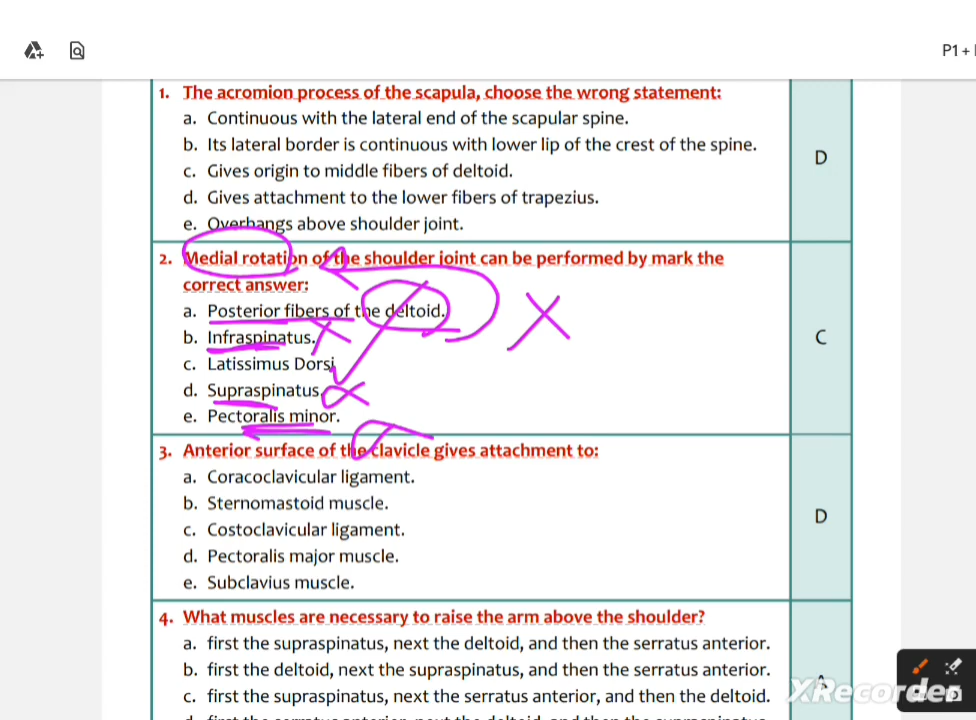 P1 +
1. The acromion process of the scapula, choose the wrong statement:
a. Continuous with the lateral end of the scapular spine.
b. Its lateral border is continuous with lower lip of the crest of the spine.
c. Gives origin to middle fibers of deltoid.
d. Gives attachment to the lower fibers of trapezius.
e. Overhangs above shoulder joint.
D
2. Medial rotation of the shoulder joint can be performed by mark the
correct answer:
a. Posterior fibers of the deltoid.
b. Infraspinatus.
c. Latissimus Dorsi
d. Supraspinatus.
e. Pectoralis minor.
C
3. Anterior surface of the clavicle gives attachment to:
a. Coracoclavicular ligament.
b. Sternomastoid muscle.
c. Costoclavicular ligament.
d. Pectoralis major muscle.
e. Subclavius muscle.
D
4. What muscles are necessary to raise the arm above the shoulder?
a. first the supraspinatus, next the deltoid, and then the serratus anterior.
b. first the deltoid, next the supraspinatus, and then the serratus anterior.
c. first the supraspinatus, next the serratus anterior, and then the deltoid.
A
XRecorder